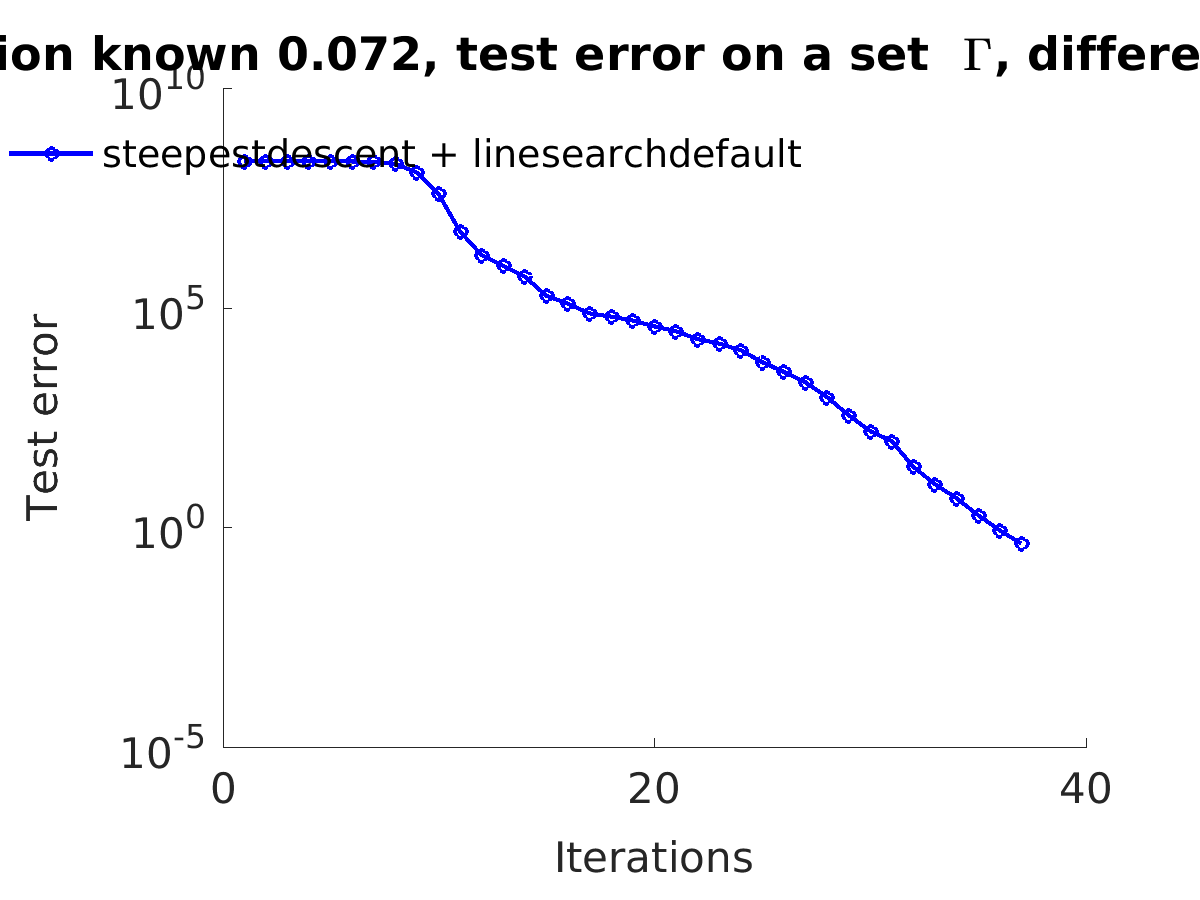 ion known 0.072, test error on a set Γ, differe
10^10
steepestdescent + linesearchdefault
10^5
Test error
10^0
10^-5
0 20 40
Iterations